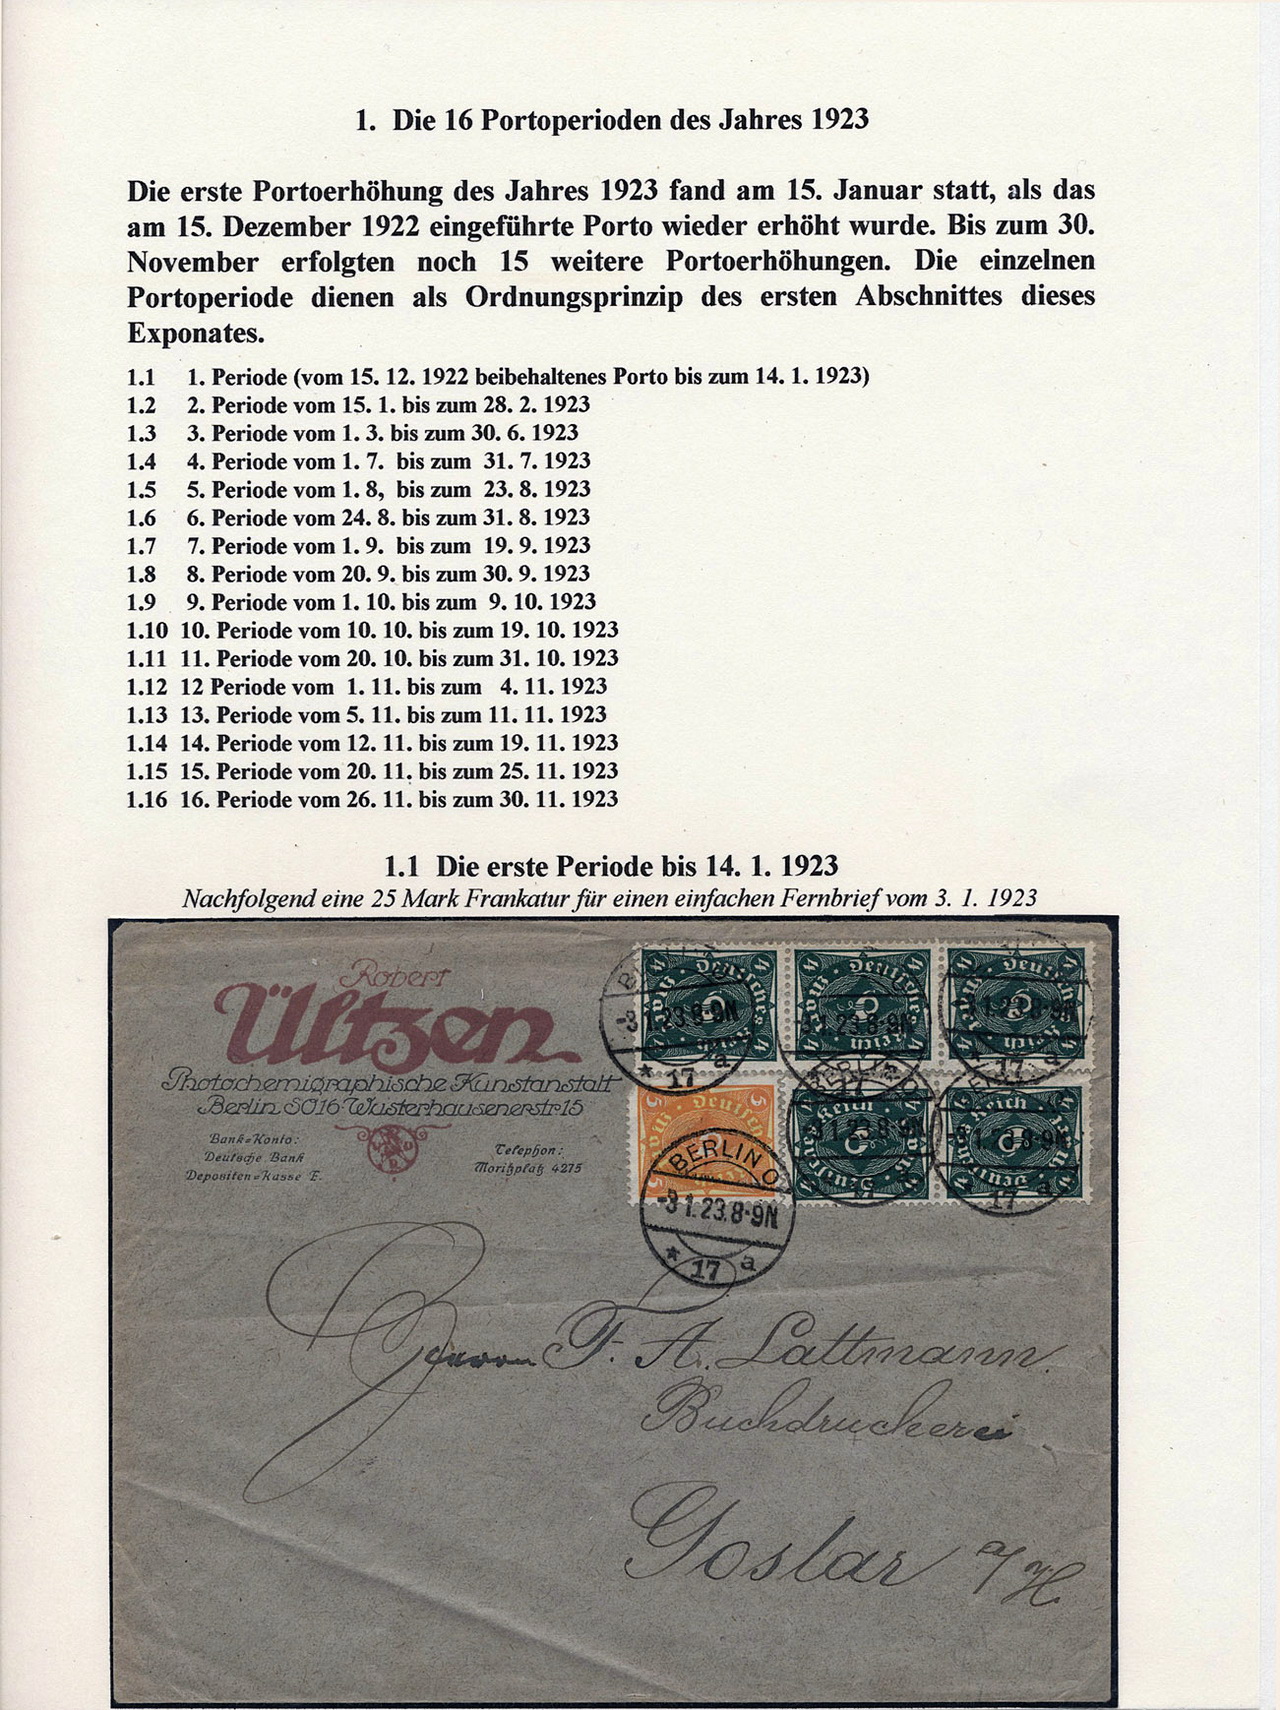 1. Die 16 Portoperioden des Jahres 1923
Die erste Portoerhöhung des Jahres 1923 fand am 15. Januar statt, als das
am 15. Dezember 1922 eingeführte Porto wieder erhöht wurde. Bis zum 30.
November erfolgten noch 15 weitere Portoerhöhungen. Die einzelnen
Portoperiode dienen als Ordnungsprinzip des ersten Abschnittes dieses
Exponates.
1.1 1. Periode (vom 15. 12. 1922 beibehaltenes Porto bis zum 14. 1. 1923)
1.2 2. Periode vom 15. 1. bis zum 28. 2. 1923
1.3 3. Periode vom 1. 3. bis zum 30. 6. 1923
1.4 4. Periode vom 1. 7. bis zum 31. 7. 1923
1.5 5. Periode vom 1. 8, bis zum 23. 8. 1923
1.6 6. Periode vom 24. 8. bis zum 31. 8. 1923
1.7 7. Periode vom 1. 9. bis zum 19. 9. 1923
1.8 8. Periode vom 20. 9. bis zum 30. 9. 1923
1.9 9. Periode vom 1. 10. bis zum 9. 10. 1923
1.10 10. Periode vom 10. 10. bis zum 19. 10. 1923
1.11 11. Periode vom 20. 10. bis zum 31. 10. 1923
1.12 12 Periode vom 1. 11. bis zum 4. 11. 1923
1.13 13. Periode vom 5. 11. bis zum 11. 11. 1923
1.14 14. Periode vom 12. 11. bis zum 19. 11. 1923
1.15 15. Periode vom 20. 11. bis zum 25. 11. 1923
1.16 16. Periode vom 26. 11. bis zum 30. 11. 1923
1.1 Die erste Periode bis 14. 1. 1923
Nachfolgend eine 25 Mark Frankatur für einen einfachen Fernbrief vom 3. 1. 1923
Robert
Ültzen
Photochemigraphische Kunstanstalt
Berlin SO16·Wusterhausenerstr15
Bank=Konto:
Deutsche Bank
Depositen=Kasse E.
Telephon:
Moritzplatz 4275
BERLIN O
-3.1.23.8-9N
* 17 a
Herrn F. A. Lattmann.
Buchdruckerei
Goslar a/H